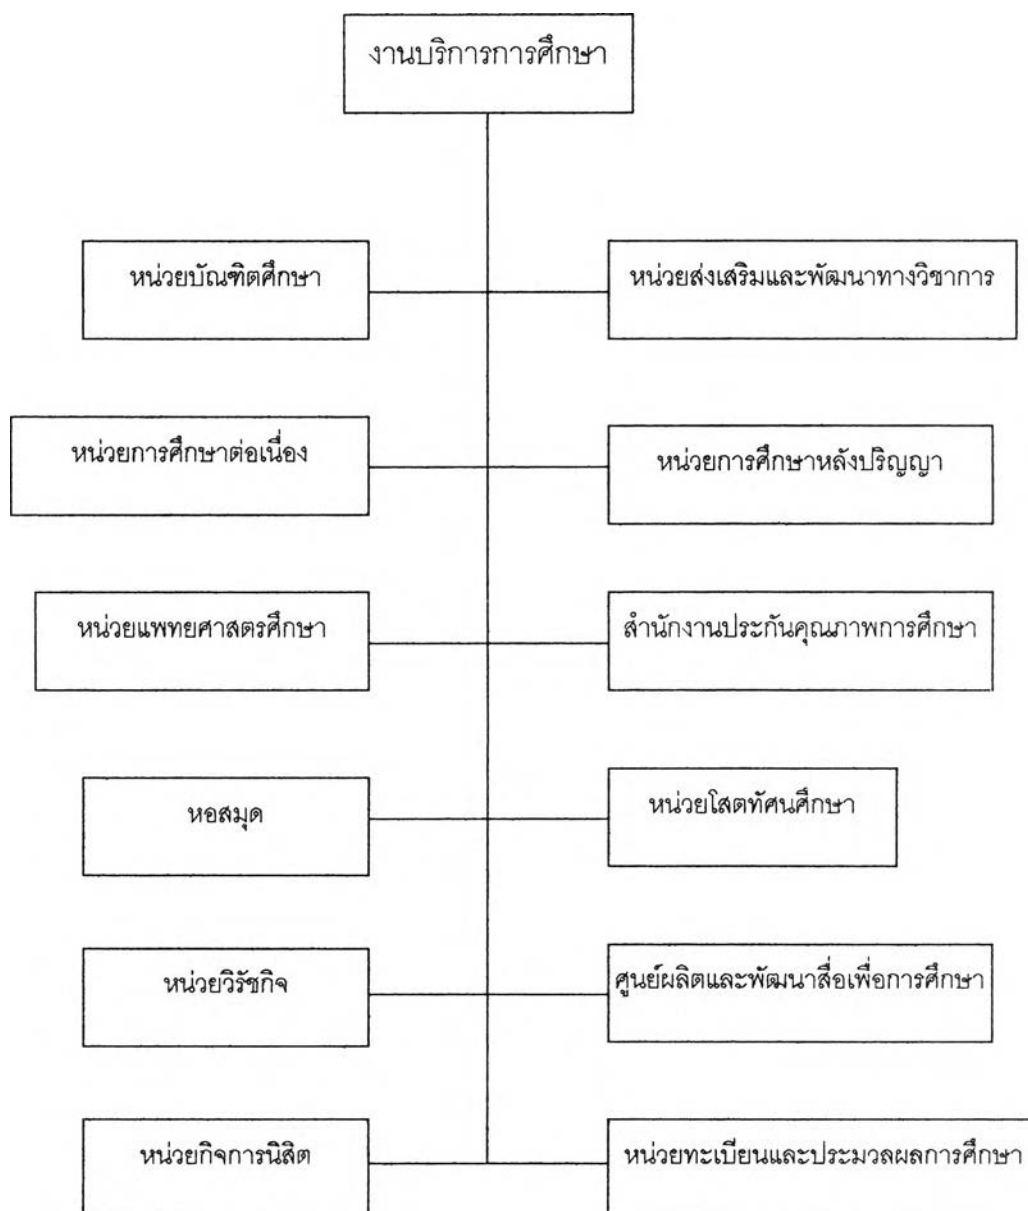 งานบริการการศึกษา
หน่วยบัณฑิตศึกษา
หน่วยส่งเสริมและพัฒนาทางวิชาการ
หน่วยการศึกษาต่อเนื่อง
หน่วยการศึกษาหลังปริญญา
หน่วยแพทยศาสตรศึกษา
สำนักงานประกันคุณภาพการศึกษา
หอสมุด
หน่วยโสตทัศนศึกษา
หน่วยวิรัชกิจ
ศูนย์ผลิตและพัฒนาสื่อเพื่อการศึกษา
หน่วยกิจการนิสิต
หน่วยทะเบียนและประมวลผลการศึกษา